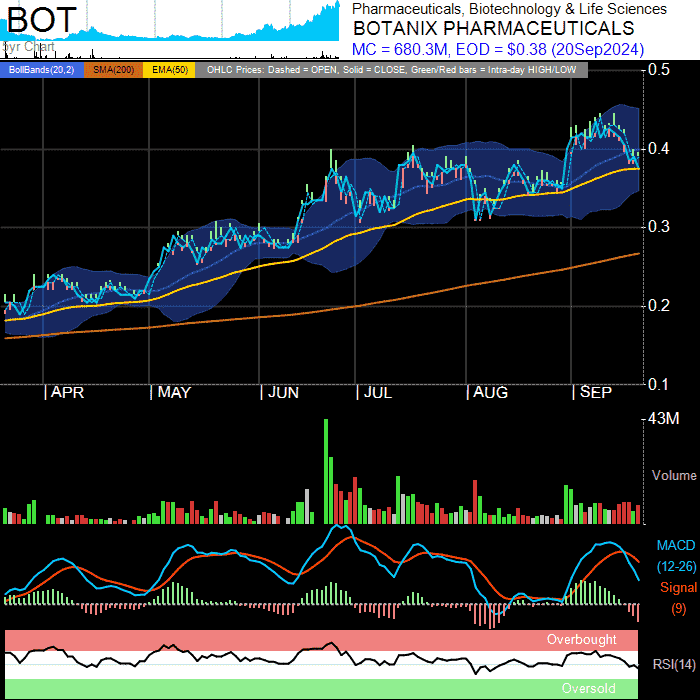 BOT
Pharmaceuticals, Biotechnology & Life Sciences
BOTANIX PHARMACEUTICALS
MC = 680.3M, EOD = $0.38 (20Sep2024)
5yr Chart
BollBands(20,2) SMA(200) EMA(50) OHLC Prices: Dashed = OPEN, Solid = CLOSE, Green/Red bars = Intra-day HIGH/LOW
0.5
0.4
0.3
0.2
0.1
APR MAY JUN JUL AUG SEP
43M
Volume
MACD
(12-26)
Signal
(9)
Overbought
RSI(14)
Oversold